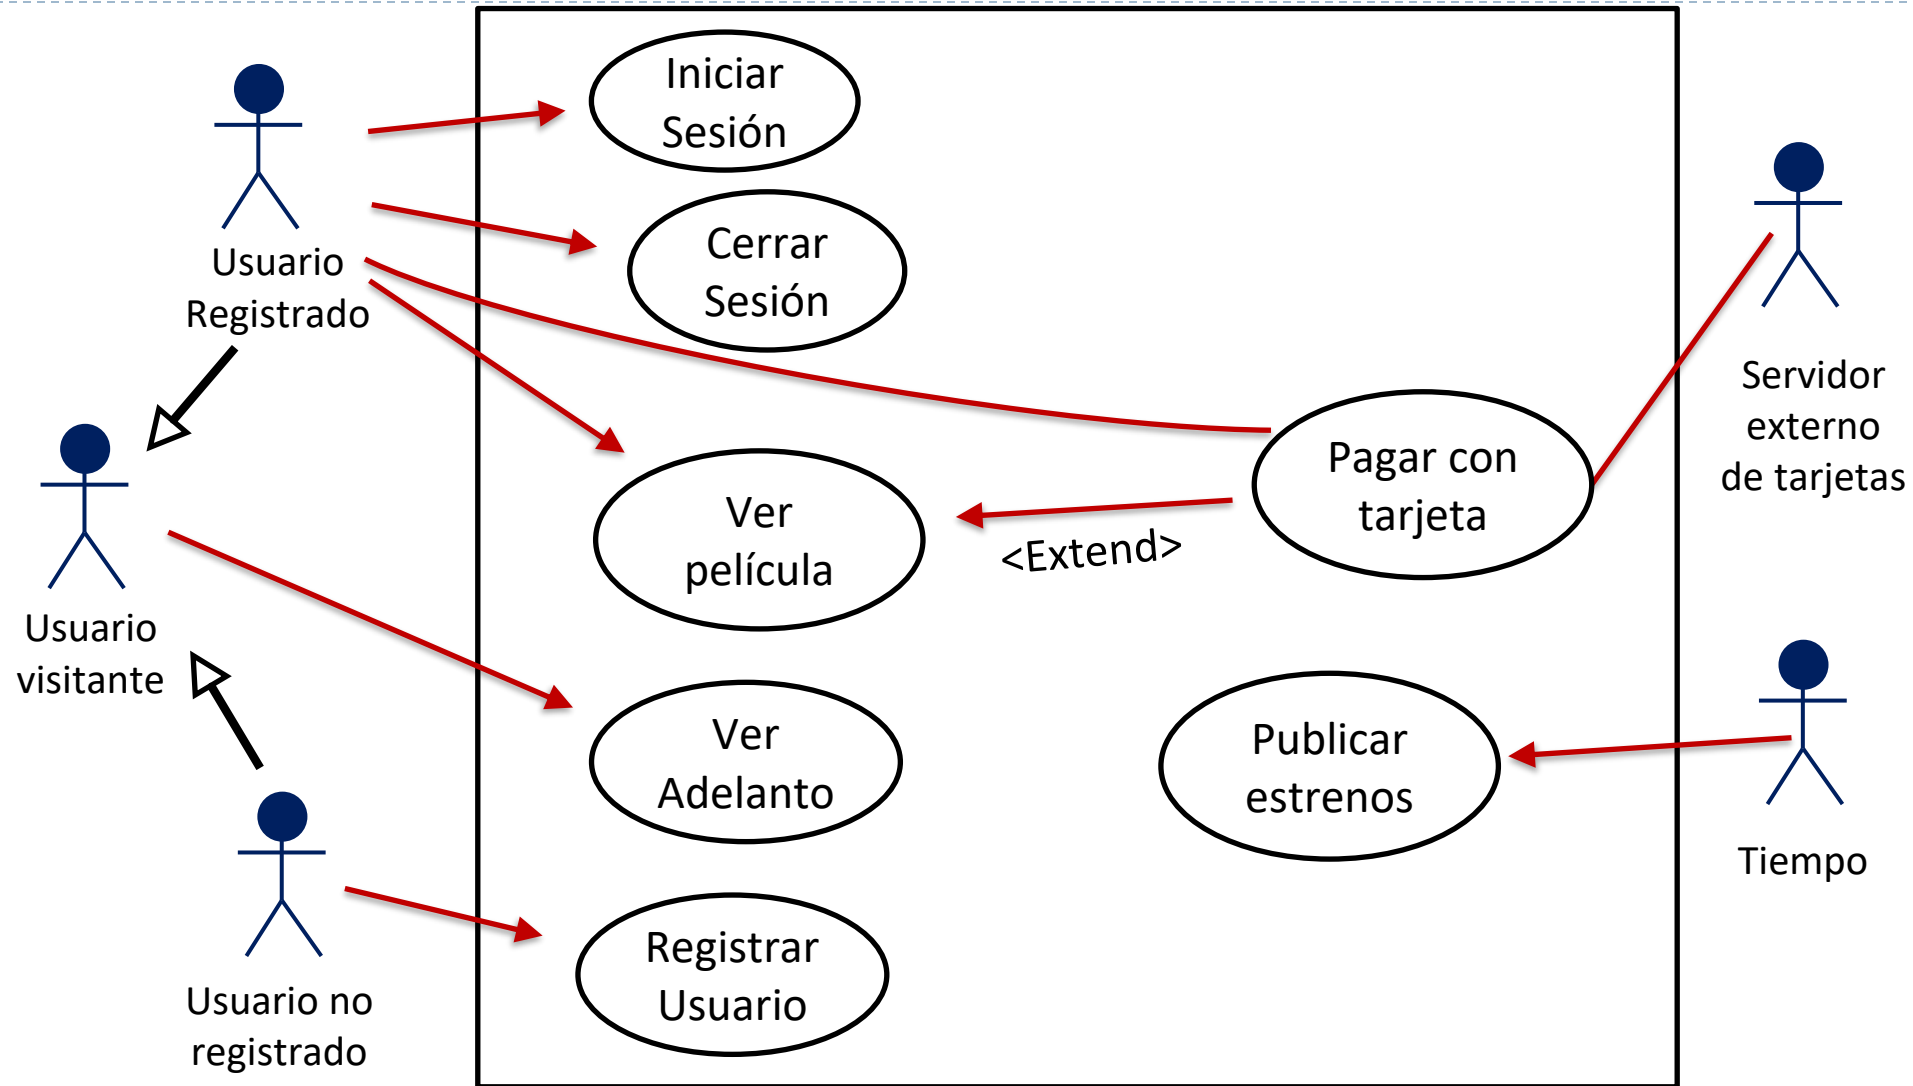 Iniciar
Sesión
Usuario
Registrado
Cerrar
Sesión
Servidor
externo
de tarjetas
Pagar con
tarjeta
Ver
película
<Extend>
Usuario
visitante
Ver
Adelanto
Publicar
estrenos
Tiempo
Registrar
Usuario
Usuario no
registrado